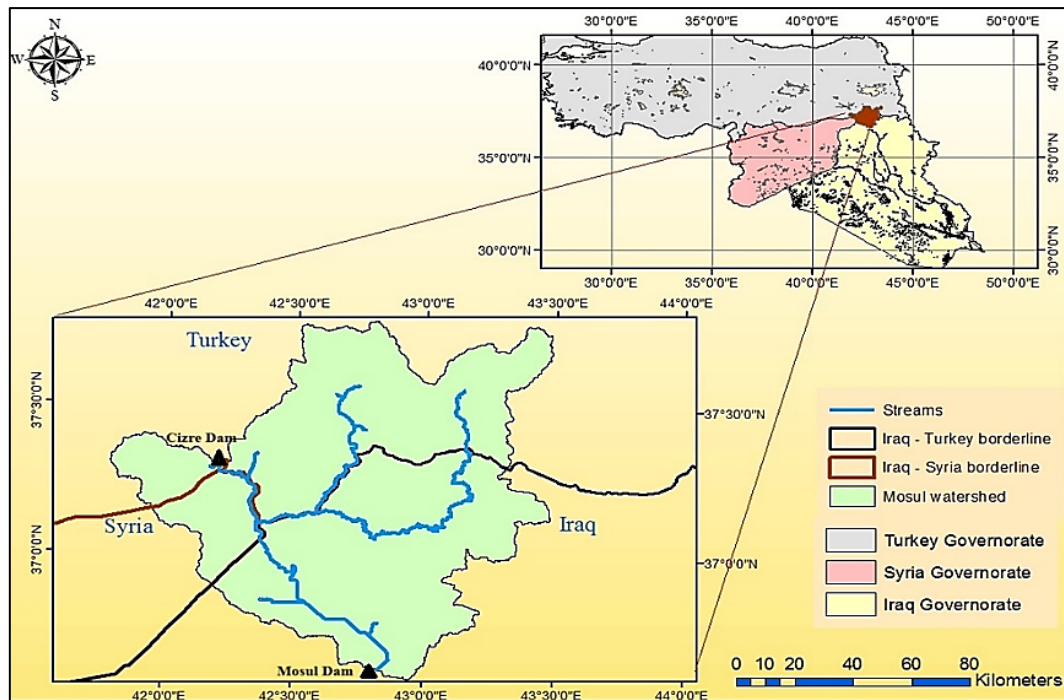 N
W E
S
30°0'0"E 35°0'0"E 40°0'0"E 45°0'0"E 50°0'0"E
40°0'0"N
40°0'0"N
35°0'0"N
35°0'0"N
30°0'0"N
30°0'0"N
30°0'0"E 35°0'0"E 40°0'0"E 45°0'0"E 50°0'0"E
42°0'0"E 42°30'0"E 43°0'0"E 43°30'0"E 44°0'0"E
Turkey
37°30'0"N
37°30'0"N
Cizre Dam
Syria
Iraq
37°0'0"N
37°0'0"N
Mosul Dam
42°0'0"E 42°30'0"E 43°0'0"E 43°30'0"E 44°0'0"E
Streams
Iraq - Turkey borderline
Iraq - Syria borderline
Mosul watershed
Turkey Governorate
Syria Governorate
Iraq Governorate
0 10 20 40 60 80
Kilometers